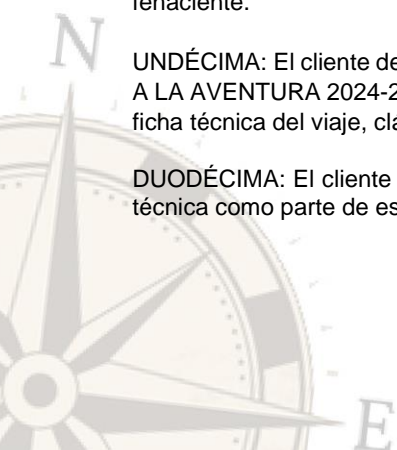 fehaciente.
N
UNDÉCIMA: El cliente de
A LA AVENTURA 2024-2
ficha técnica del viaje, clá
DUODÉCIMA: El cliente
técnica como parte de es
E